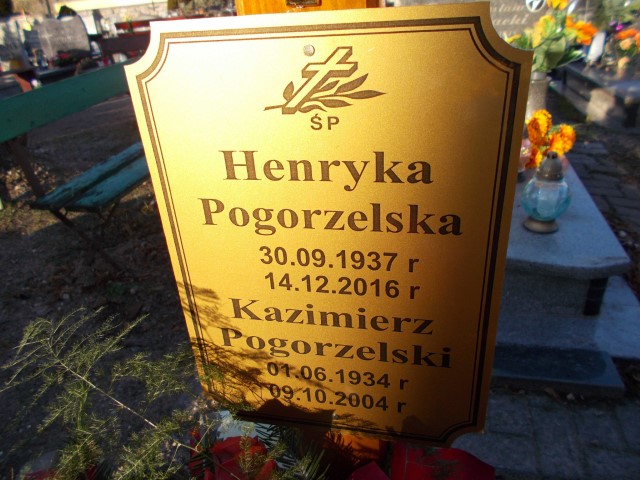 ŚP
Henryka
Pogorzelska
30.09.1937 r
14.12.2016 r
Kazimierz
Pogorzelski
01.06.1934 r
09.10.2004 r